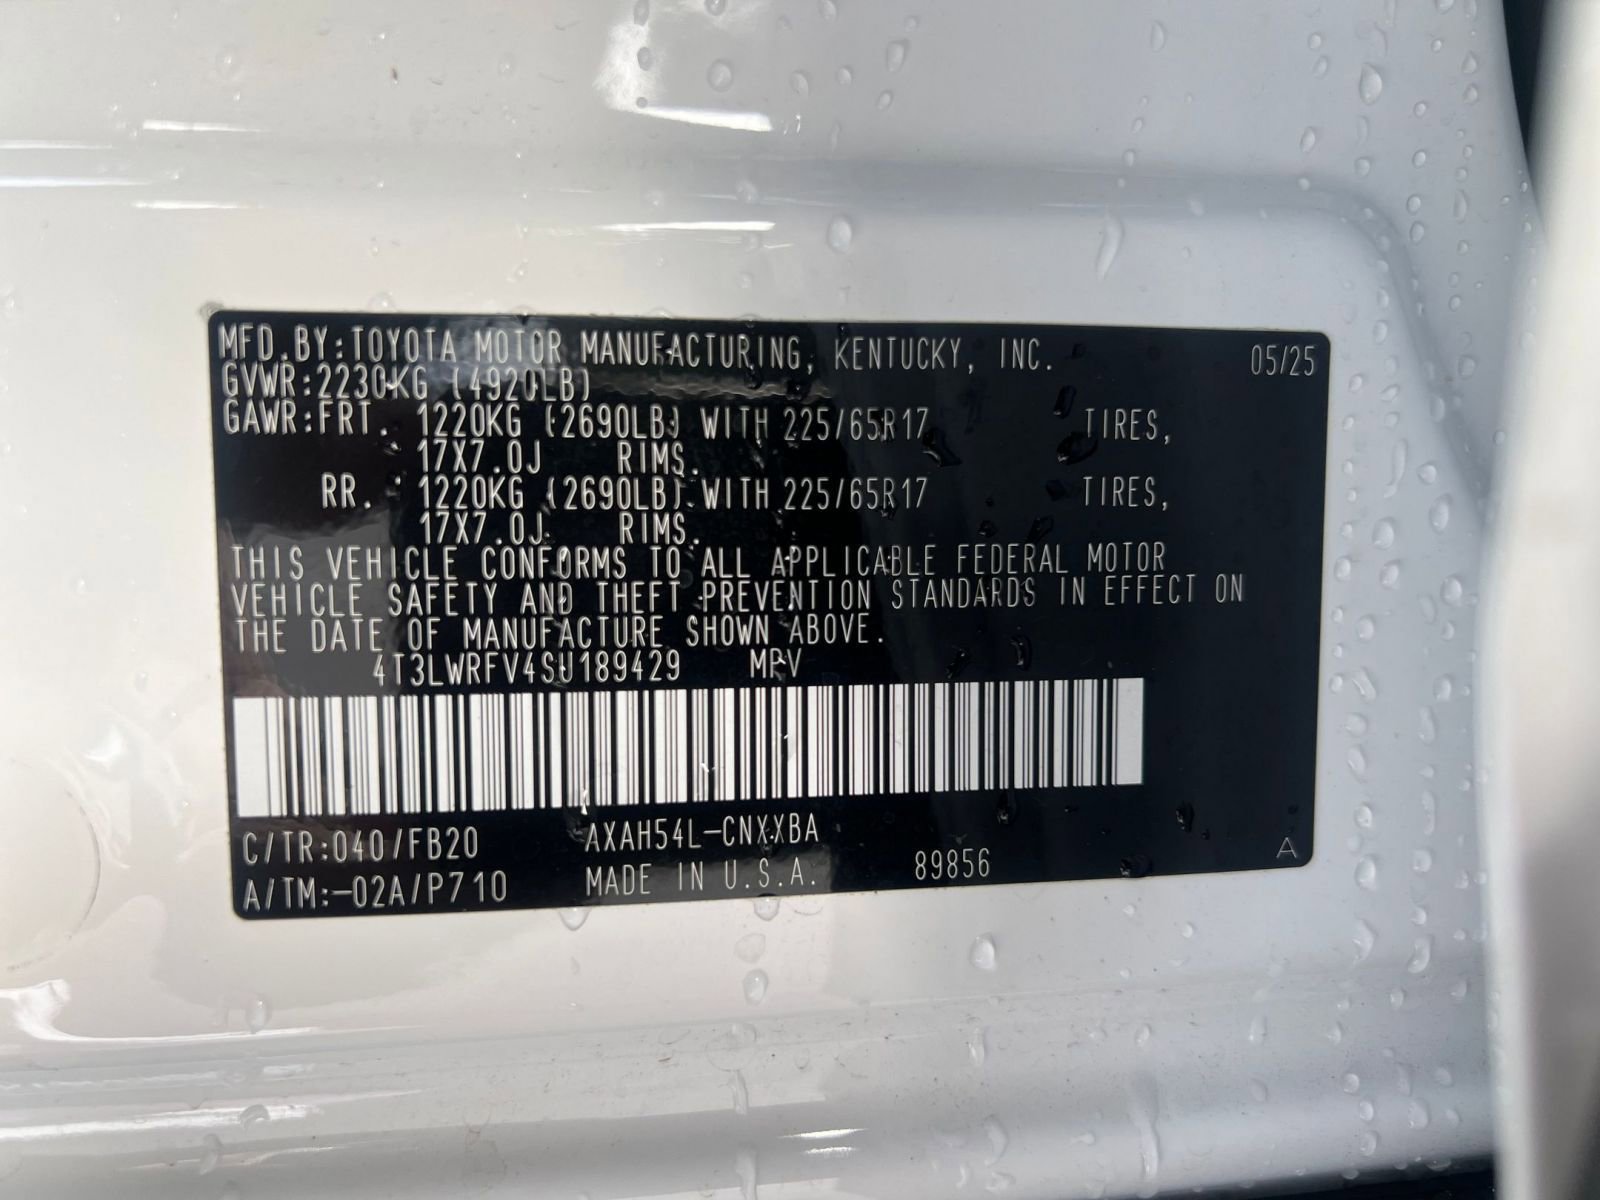 MFD.BY:TOYOTA MOTOR MANUFACTURING, KENTUCKY, INC. 05/25
GVWR:2230KG (4920LB)
GAWR:FRT. 1220KG (2690LB) WITH 225/65R17 TIRES,
17X7.0J RIMS.
RR. 1220KG (2690LB) WITH 225/65R17 TIRES,
17X7.0J RIMS.
THIS VEHICLE CONFORMS TO ALL APPLICABLE FEDERAL MOTOR
VEHICLE SAFETY AND THEFT PREVENTION STANDARDS IN EFFECT ON
THE DATE OF MANUFACTURE SHOWN ABOVE.
4T3LWRFV4SU189429 MPV
C/TR:040/FB20 AXAH54L-CNXXBA
A/TM:-02A/P710 MADE IN U.S.A. 89856 A